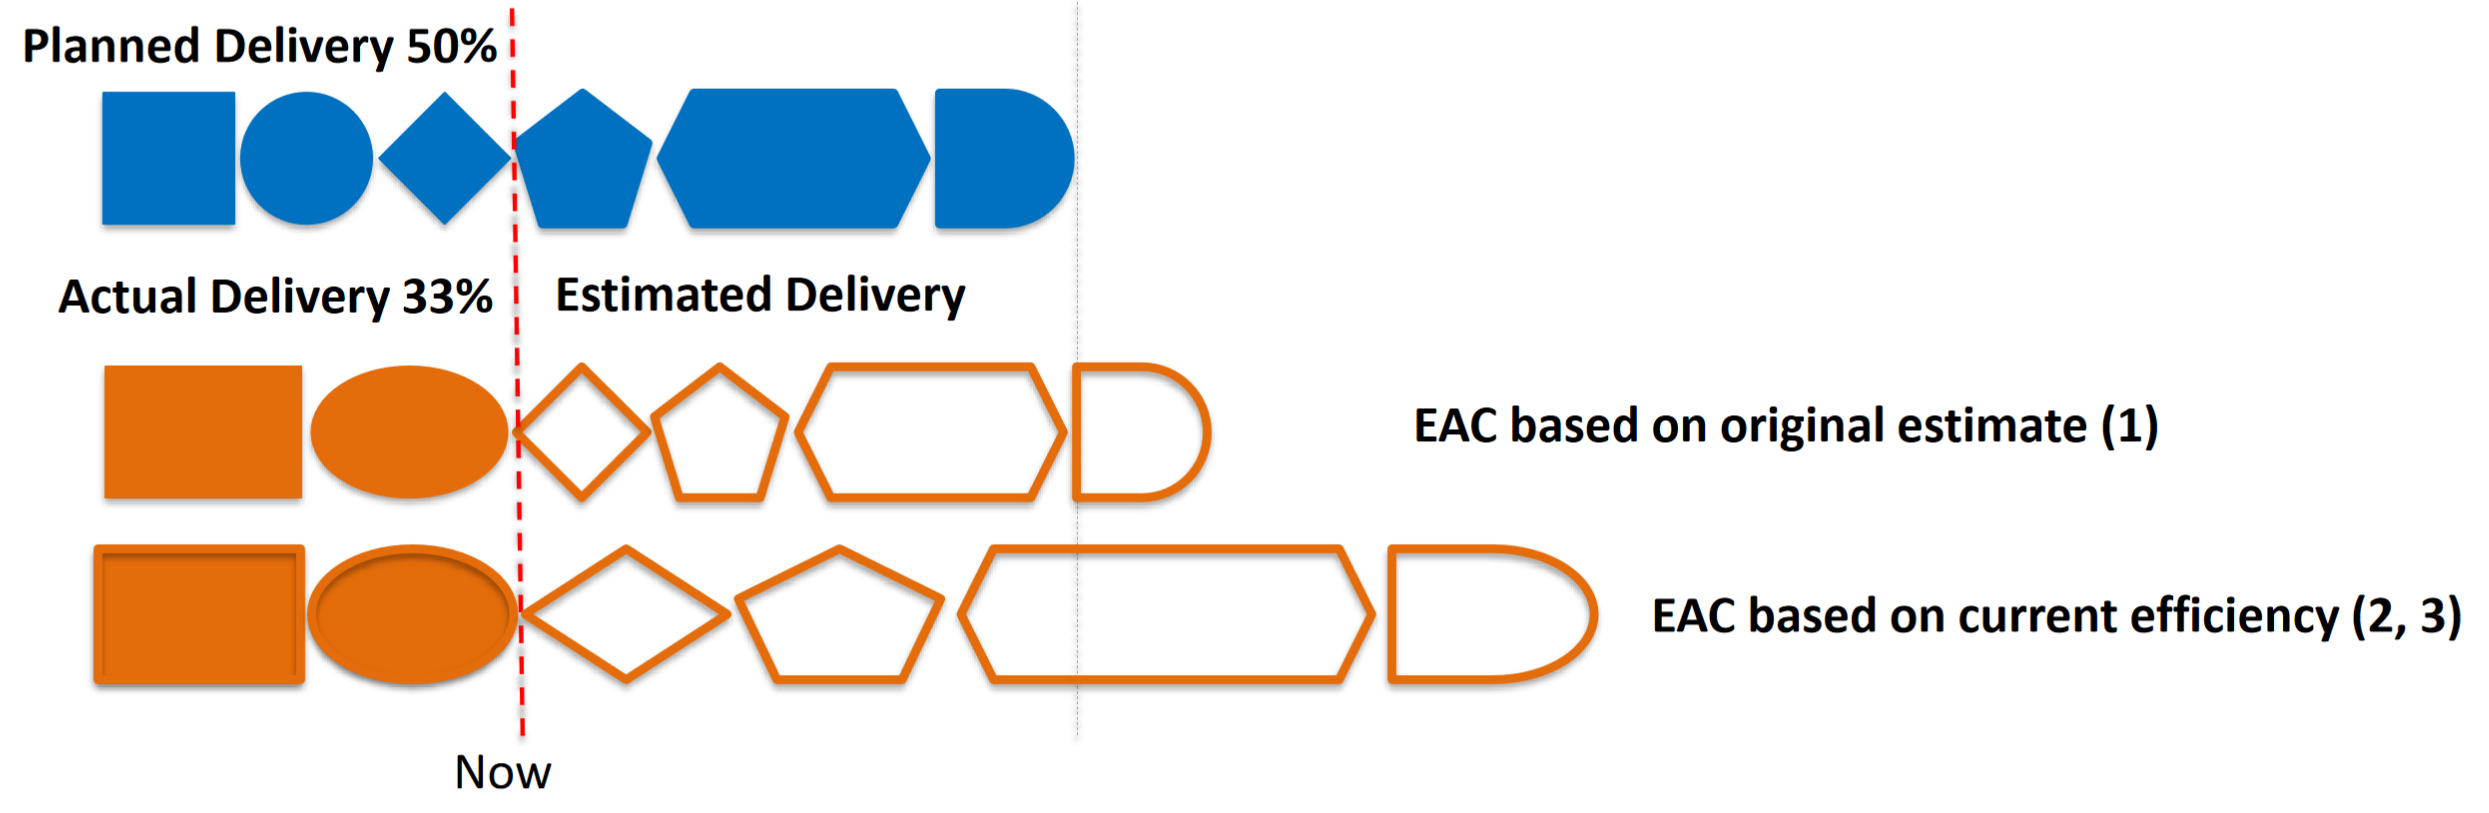 Planned Delivery 50%
Actual Delivery 33%
Estimated Delivery
EAC based on original estimate (1)
EAC based on current efficiency (2, 3)
Now